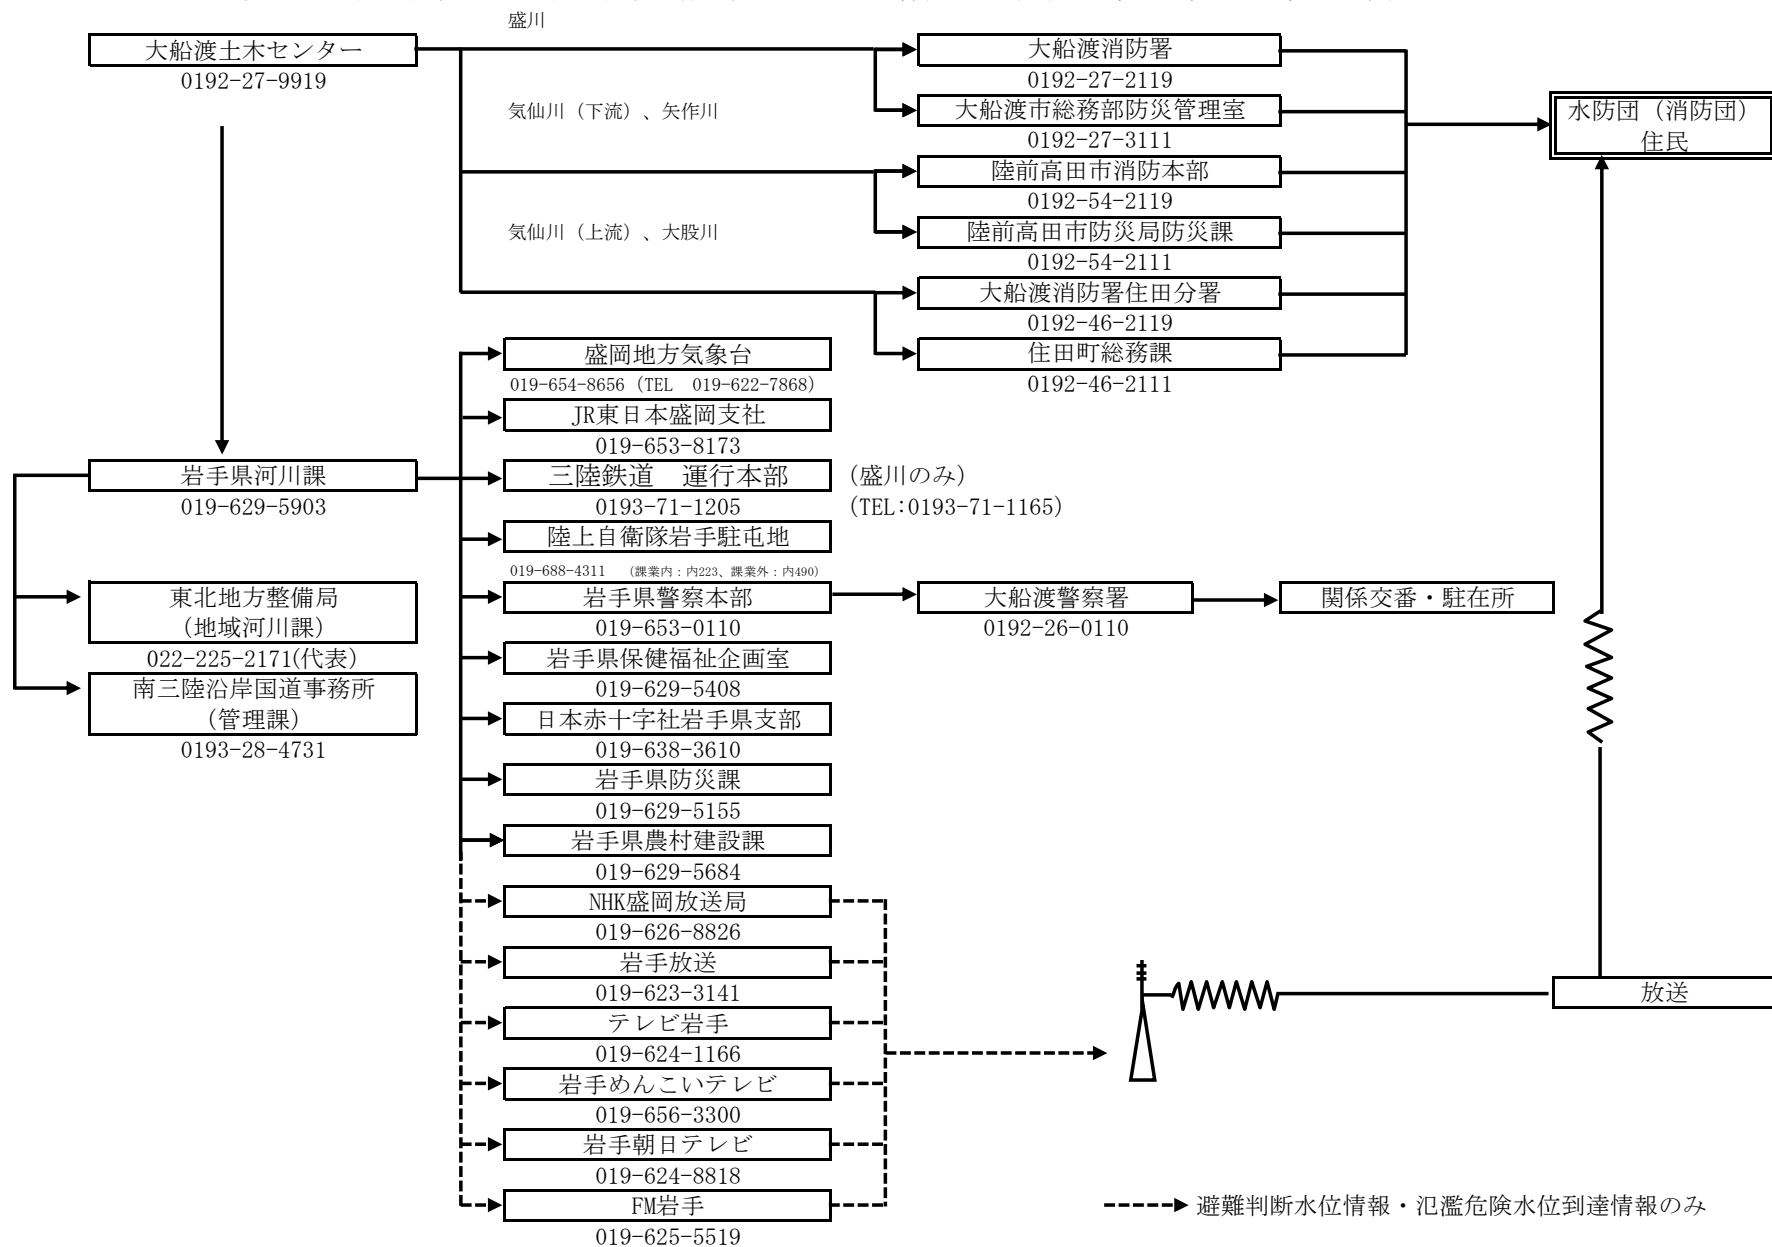 盛川
大船渡土木センター
0192-27-9919
大船渡消防署
0192-27-2119
気仙川（下流）、矢作川
大船渡市総務部防災管理室
0192-27-3111
水防団（消防団）
住民
陸前高田市消防本部
0192-54-2119
気仙川（上流）、大股川
陸前高田市防災局防災課
0192-54-2111
大船渡消防署住田分署
0192-46-2119
住田町総務課
0192-46-2111
盛岡地方気象台
019-654-8656（TEL　019-622-7868）
JR東日本盛岡支社
019-653-8173
岩手県河川課
019-629-5903
三陸鉄道　運行本部
0193-71-1205
（盛川のみ）
（TEL:0193-71-1165）
陸上自衛隊岩手駐屯地
019-688-4311　（課業内：内223、課業外：内490）
東北地方整備局
（地域河川課）
022-225-2171(代表)
南三陸沿岸国道事務所
（管理課）
0193-28-4731
岩手県警察本部
019-653-0110
大船渡警察署
0192-26-0110
関係交番・駐在所
岩手県保健福祉企画室
019-629-5408
日本赤十字社岩手県支部
019-638-3610
岩手県防災課
019-629-5155
岩手県農村建設課
019-629-5684
NHK盛岡放送局
019-626-8826
岩手放送
019-623-3141
放送
テレビ岩手
019-624-1166
岩手めんこいテレビ
019-656-3300
岩手朝日テレビ
019-624-8818
FM岩手
019-625-5519
避難判断水位情報・氾濫危険水位到達情報のみ